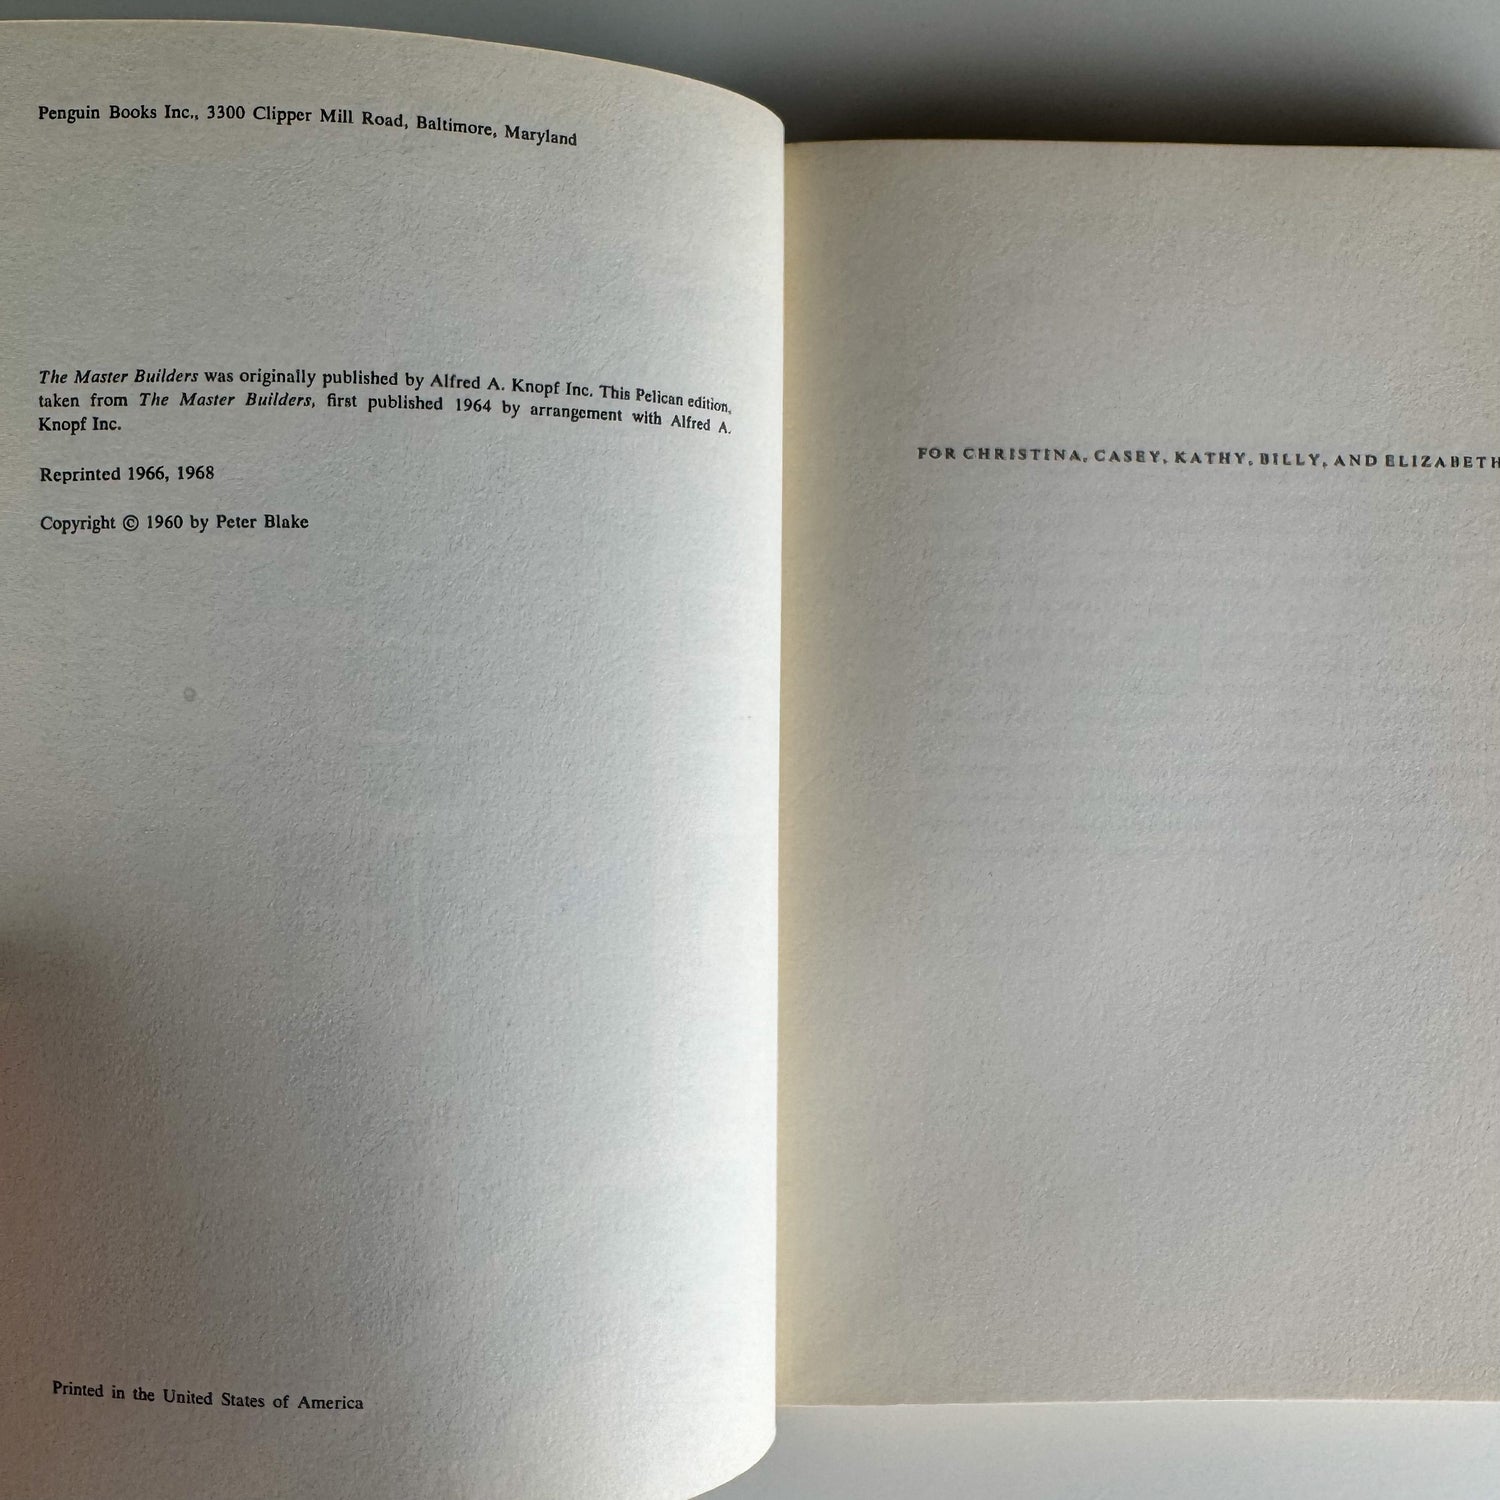 Penguin Books Inc., 3300 Clipper Mill Road, Baltimore, Maryland
The Master Builders was originally published by Alfred A. Knopf Inc. This Pelican edition,
taken from The Master Builders, first published 1964 by arrangement with Alfred A.
Knopf Inc.
Reprinted 1966, 1968
Copyright © 1960 by Peter Blake
Printed in the United States of America
FOR CHRISTINA, CASEY, KATHY, BILLY, AND ELIZABETH